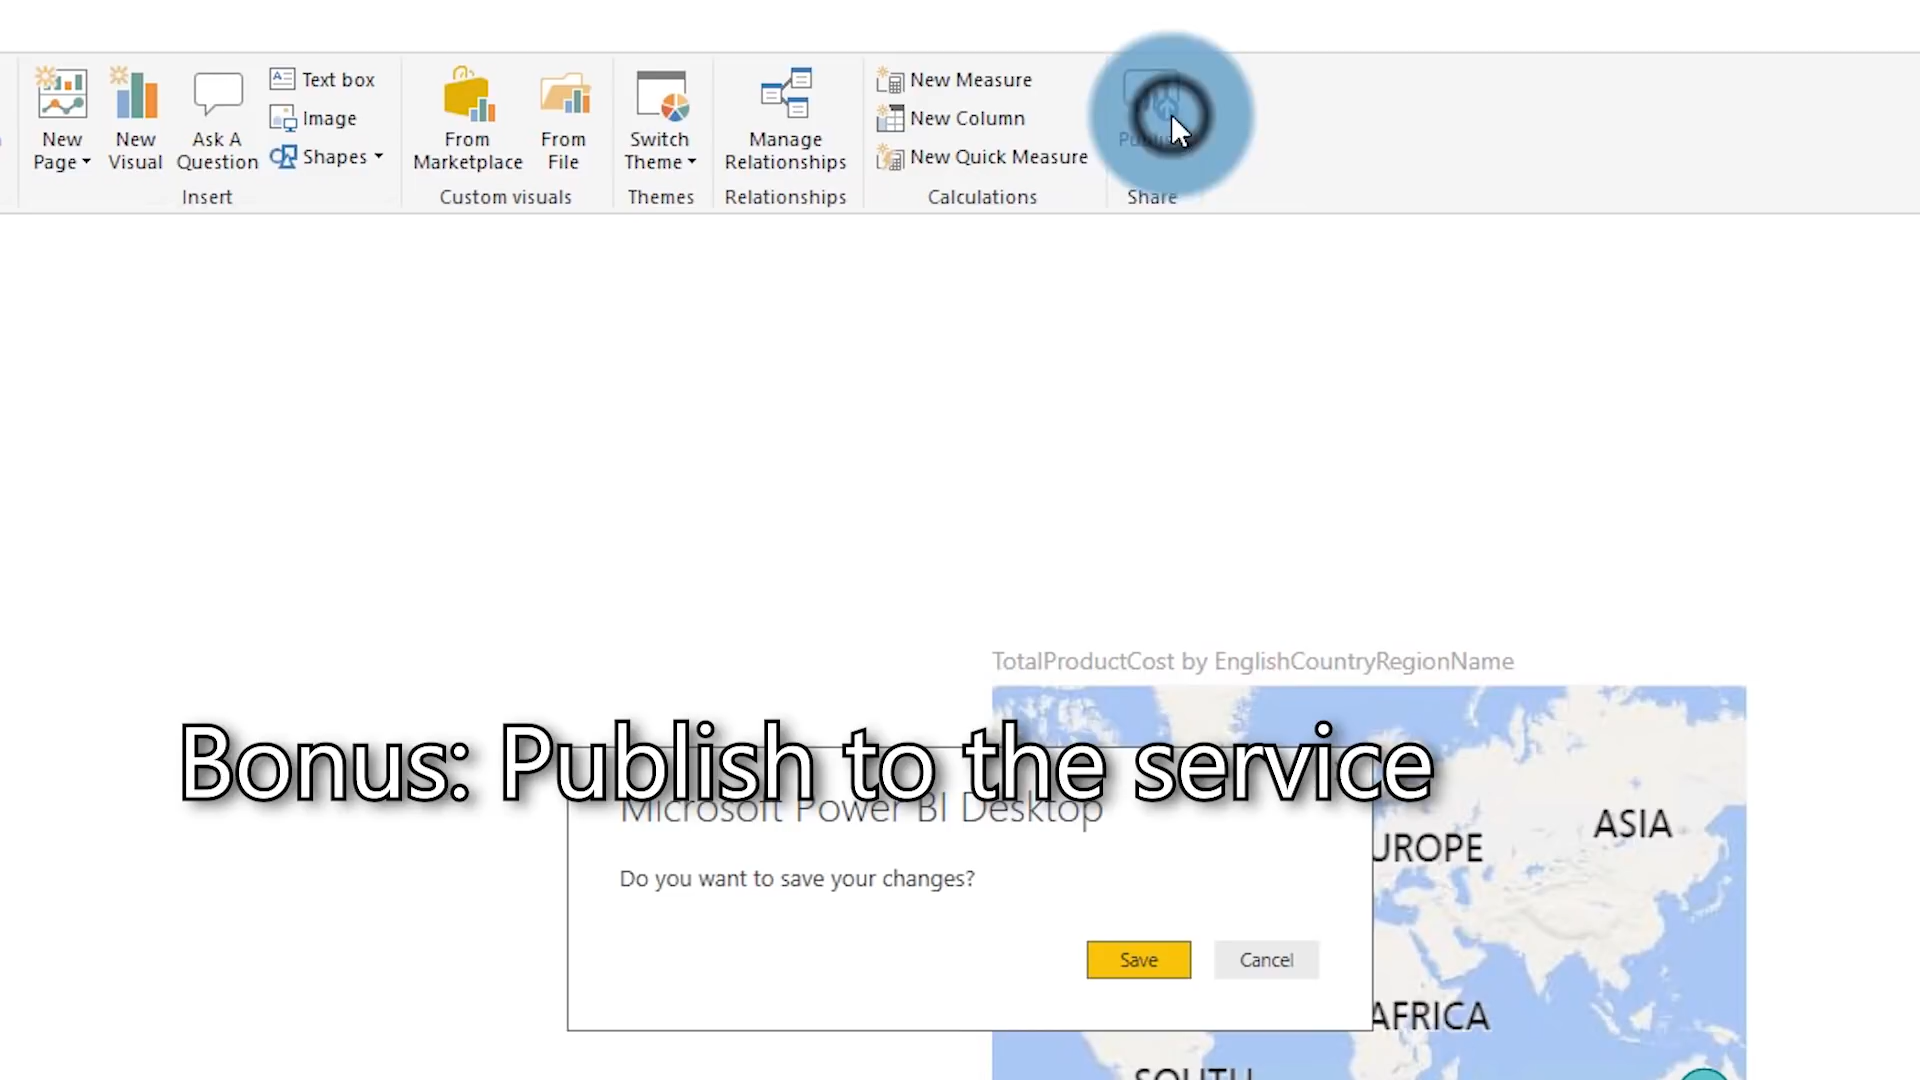 New
Page
New
Visual
Ask A
Question
Text box
Image
Shapes
Insert
From
Marketplace
From
File
Custom visuals
Switch
Theme
Themes
Manage
Relationships
Relationships
New Measure
New Column
New Quick Measure
Calculations
Share
TotalProductCost by EnglishCountryRegionName
Bonus: Publish to the service
Microsoft Power BI Desktop
Do you want to save your changes?
Save
Cancel
ASIA
AFRICA